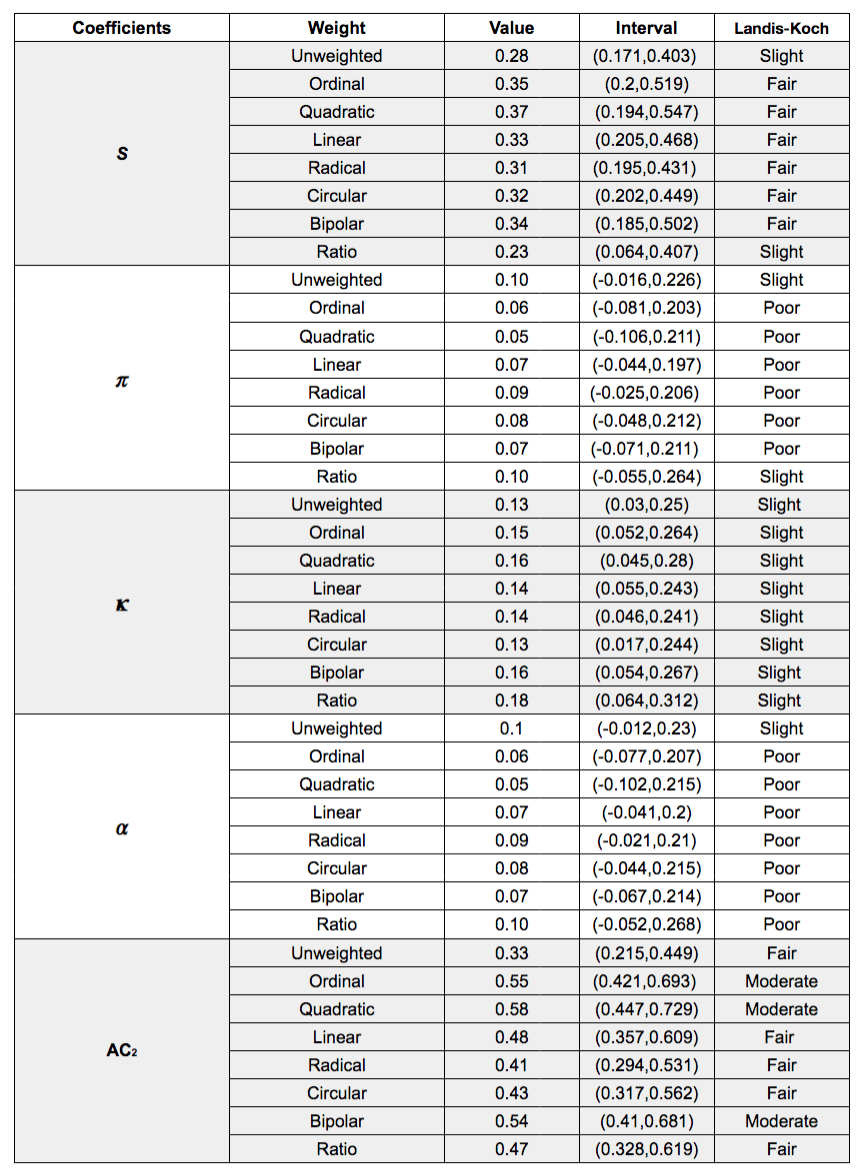 Coefficients Weight Value Interval Landis-Koch
Unweighted 0.28 (0.171,0.403) Slight
Ordinal 0.35 (0.2,0.519) Fair
Quadratic 0.37 (0.194,0.547) Fair
Linear 0.33 (0.205,0.468) Fair
S
Radical 0.31 (0.195,0.431) Fair
Circular 0.32 (0.202,0.449) Fair
Bipolar 0.34 (0.185,0.502) Fair
Ratio 0.23 (0.064,0.407) Slight
Unweighted 0.10 (-0.016,0.226) Slight
Ordinal 0.06 (-0.081,0.203) Poor
Quadratic 0.05 (-0.106,0.211) Poor
Linear 0.07 (-0.044,0.197) Poor
π
Radical 0.09 (-0.025,0.206) Poor
Circular 0.08 (-0.048,0.212) Poor
Bipolar 0.07 (-0.071,0.211) Poor
Ratio 0.10 (-0.055,0.264) Slight
Unweighted 0.13 (0.03,0.25) Slight
Ordinal 0.15 (0.052,0.264) Slight
Quadratic 0.16 (0.045,0.28) Slight
Linear 0.14 (0.055,0.243) Slight
κ
Radical 0.14 (0.046,0.241) Slight
Circular 0.13 (0.017,0.244) Slight
Bipolar 0.16 (0.054,0.267) Slight
Ratio 0.18 (0.064,0.312) Slight
Unweighted 0.1 (-0.012,0.23) Slight
Ordinal 0.06 (-0.077,0.207) Poor
Quadratic 0.05 (-0.102,0.215) Poor
Linear 0.07 (-0.041,0.2) Poor
α
Radical 0.09 (-0.021,0.21) Poor
Circular 0.08 (-0.044,0.215) Poor
Bipolar 0.07 (-0.067,0.214) Poor
Ratio 0.10 (-0.052,0.268) Poor
Unweighted 0.33 (0.215,0.449) Fair
Ordinal 0.55 (0.421,0.693) Moderate
Quadratic 0.58 (0.447,0.729) Moderate
Linear 0.48 (0.357,0.609) Fair
AC₂
Radical 0.41 (0.294,0.531) Fair
Circular 0.43 (0.317,0.562) Fair
Bipolar 0.54 (0.41,0.681) Moderate
Ratio 0.47 (0.328,0.619) Fair